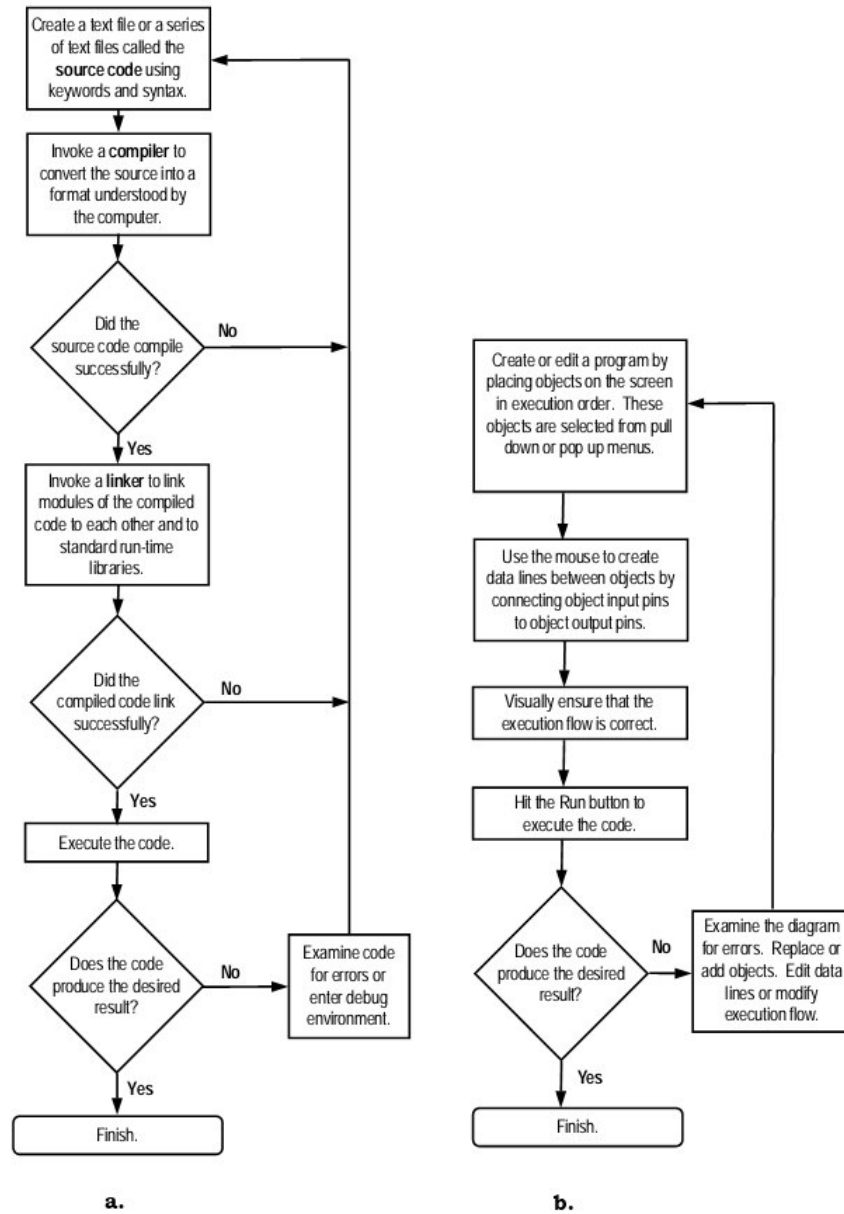 Create a text file or a series
of text files called the
source code using
keywords and syntax.
Invoke a compiler to
convert the source into a
format understood by
the computer.
Did the
source code compile
successfully?
No
Yes
Invoke a linker to link
modules of the compiled
code to each other and to
standard run-time
libraries.
Did the
compiled code link
successfully?
No
Yes
Execute the code.
Does the code
produce the desired
result?
No
Examine code
for errors or
enter debug
environment.
Yes
Finish.
a.
Create or edit a program by
placing objects on the screen
in execution order. These
objects are selected from pull
down or pop up menus.
Use the mouse to create
data lines between objects by
connecting object input pins
to object output pins.
Visually ensure that the
execution flow is correct.
Hit the Run button to
execute the code.
Does the code
produce the desired
result?
No
Examine the diagram
for errors. Replace or
add objects. Edit data
lines or modify
execution flow.
Yes
Finish.
b.